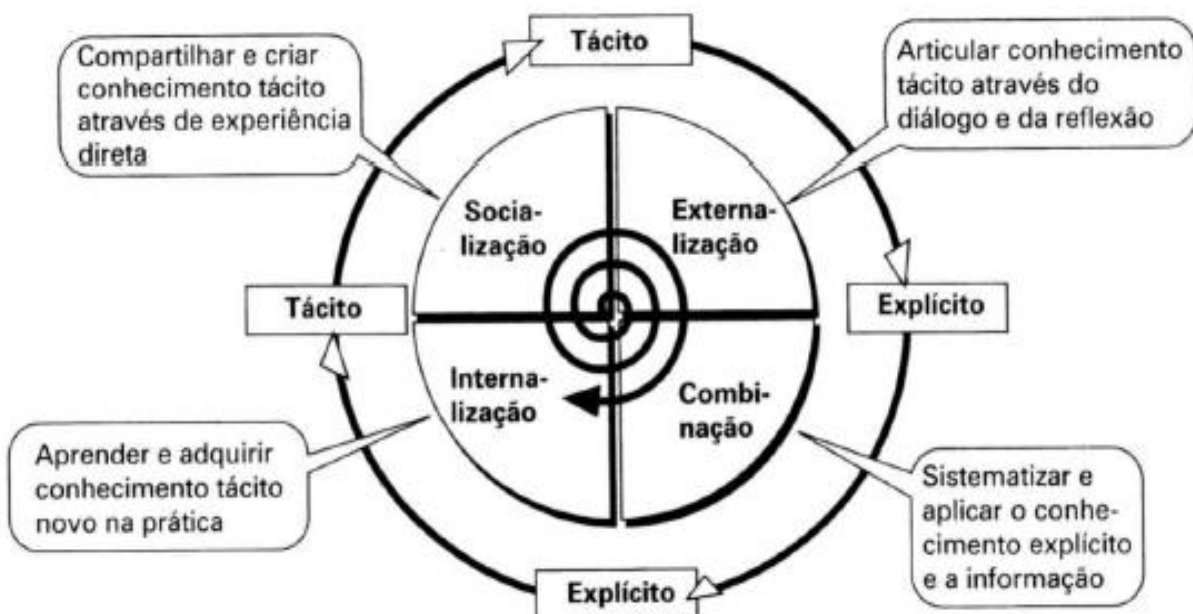 Tácito
Compartilhar e criar
conhecimento tácito
através de experiência
direta
Articular conhecimento
tácito através do
diálogo e da reflexão
Socia-
lização
Externa-
lização
Tácito
Explícito
Interna-
lização
Combi-
nação
Aprender e adquirir
conhecimento tácito
novo na prática
Sistematizar e
aplicar o conhe-
cimento explícito
e a informação
Explícito